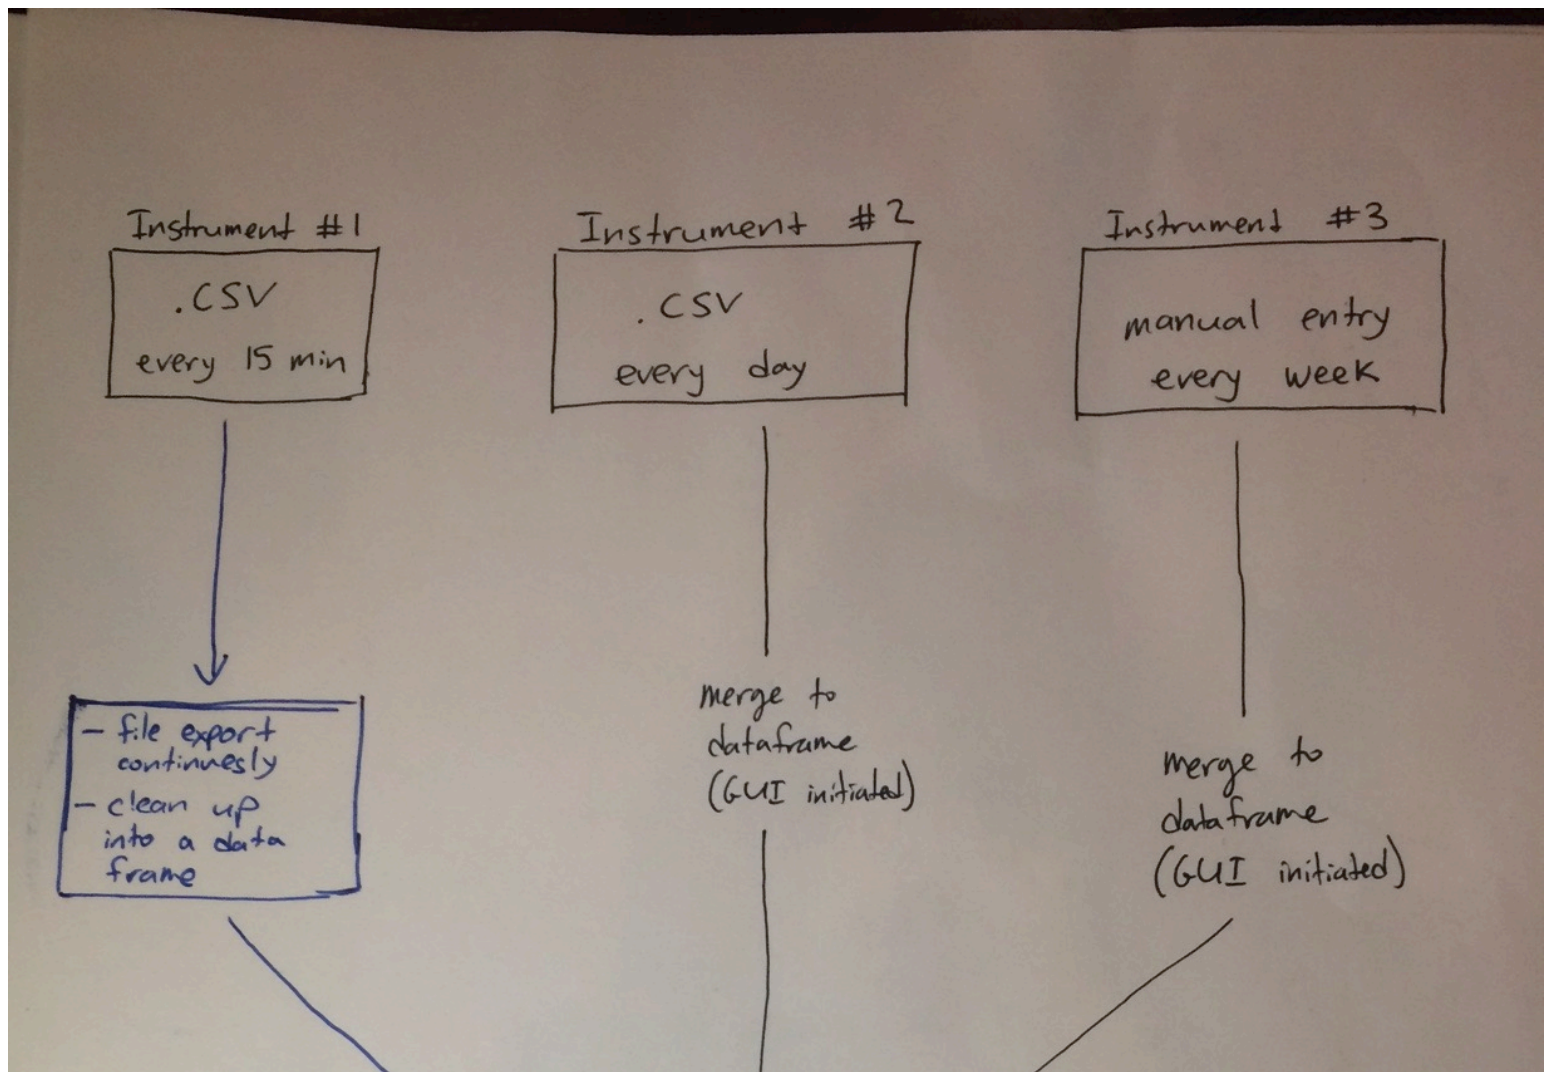 Instrument #1
.CSV
every 15 min
Instrument #2
.CSV
every day
Instrument #3
manual entry
every week
- file export
continuesly
- clean up
into a data
frame
merge to
dataframe
(GUI initiated)
merge to
dataframe
(GUI initiated)